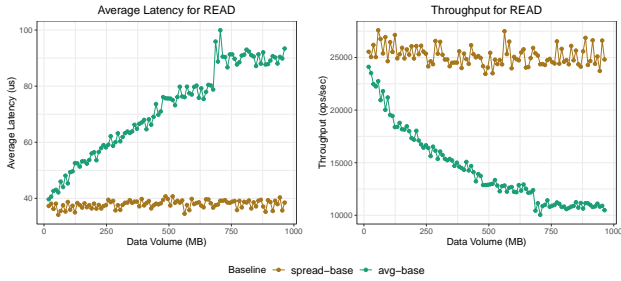 Average Latency for READ
Average Latency (us)
100
80
60
40
0
250
500
750
1000
Data Volume (MB)
Throughput for READ
Throughput (ops/sec)
25000
20000
15000
10000
0
250
500
750
1000
Data Volume (MB)
Baseline spread−base avg−base